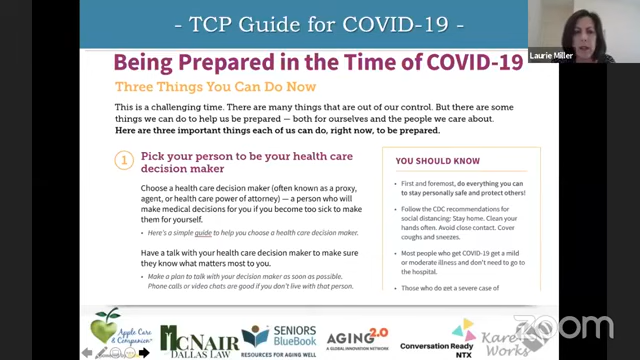 - TCP Guide for COVID-19 -
Laurie Miller
Being Prepared in the Time of COVID-19
Three Things You Can Do Now
This is a challenging time. There are many things that are out of our control. But there are some
things we can do to help us be prepared — both for ourselves and the people we care about.
Here are three important things each of us can do, right now, to be prepared.
1
Pick your person to be your health care
decision maker
Choose a health care decision maker (often known as a proxy,
agent, or health care power of attorney) — a person who will
make medical decisions for you if you become too sick to make
them for yourself.
• Here's a simple guide to help you choose a health care decision maker.
Have a talk with your health care decision maker to make sure
they know what matters most to you.
• Make a plan to talk with your decision maker as soon as possible.
Phone calls or video chats are good if you don't live with that person.
YOU SHOULD KNOW
• First and foremost, do everything you can
to stay personally safe and protect others!
• Follow the CDC recommendations for
social distancing: Stay home. Clean your
hands often. Avoid close contact. Cover
coughs and sneezes.
• Most people who get COVID-19 get a mild
or moderate illness and don't need to go to
the hospital.
• Those who do get a severe case of
Apple Care
& Companion
MCNAIR
DALLAS LAW
SENIORS
BlueBook
RESOURCES FOR AGING WELL
AGING2.0
A GLOBAL INNOVATION NETWORK
Conversation Ready
NTX
Karen
Works
zoom